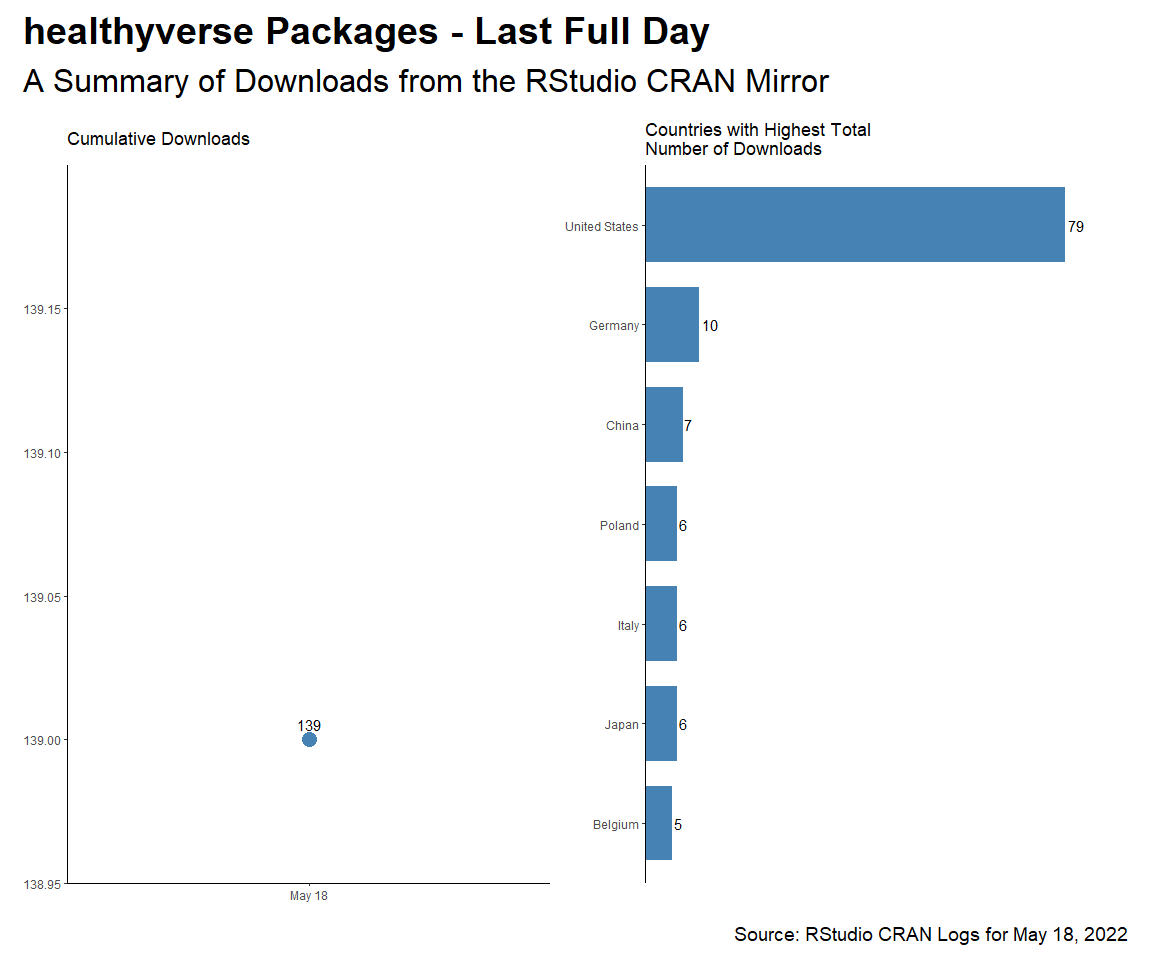 healthyverse Packages - Last Full Day
A Summary of Downloads from the RStudio CRAN Mirror
Cumulative Downloads
139.15
139.10
139.05
139.00
138.95
139
May 18
Countries with Highest Total
Number of Downloads
United States 79
Germany 10
China 7
Poland 6
Italy 6
Japan 6
Belgium 5
Source: RStudio CRAN Logs for May 18, 2022